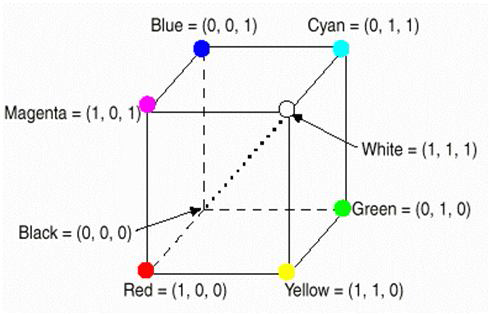 Blue = (0, 0, 1)
Cyan = (0, 1, 1)
Magenta = (1, 0, 1)
White = (1, 1, 1)
Green = (0, 1, 0)
Black = (0, 0, 0)
Red = (1, 0, 0)
Yellow = (1, 1, 0)